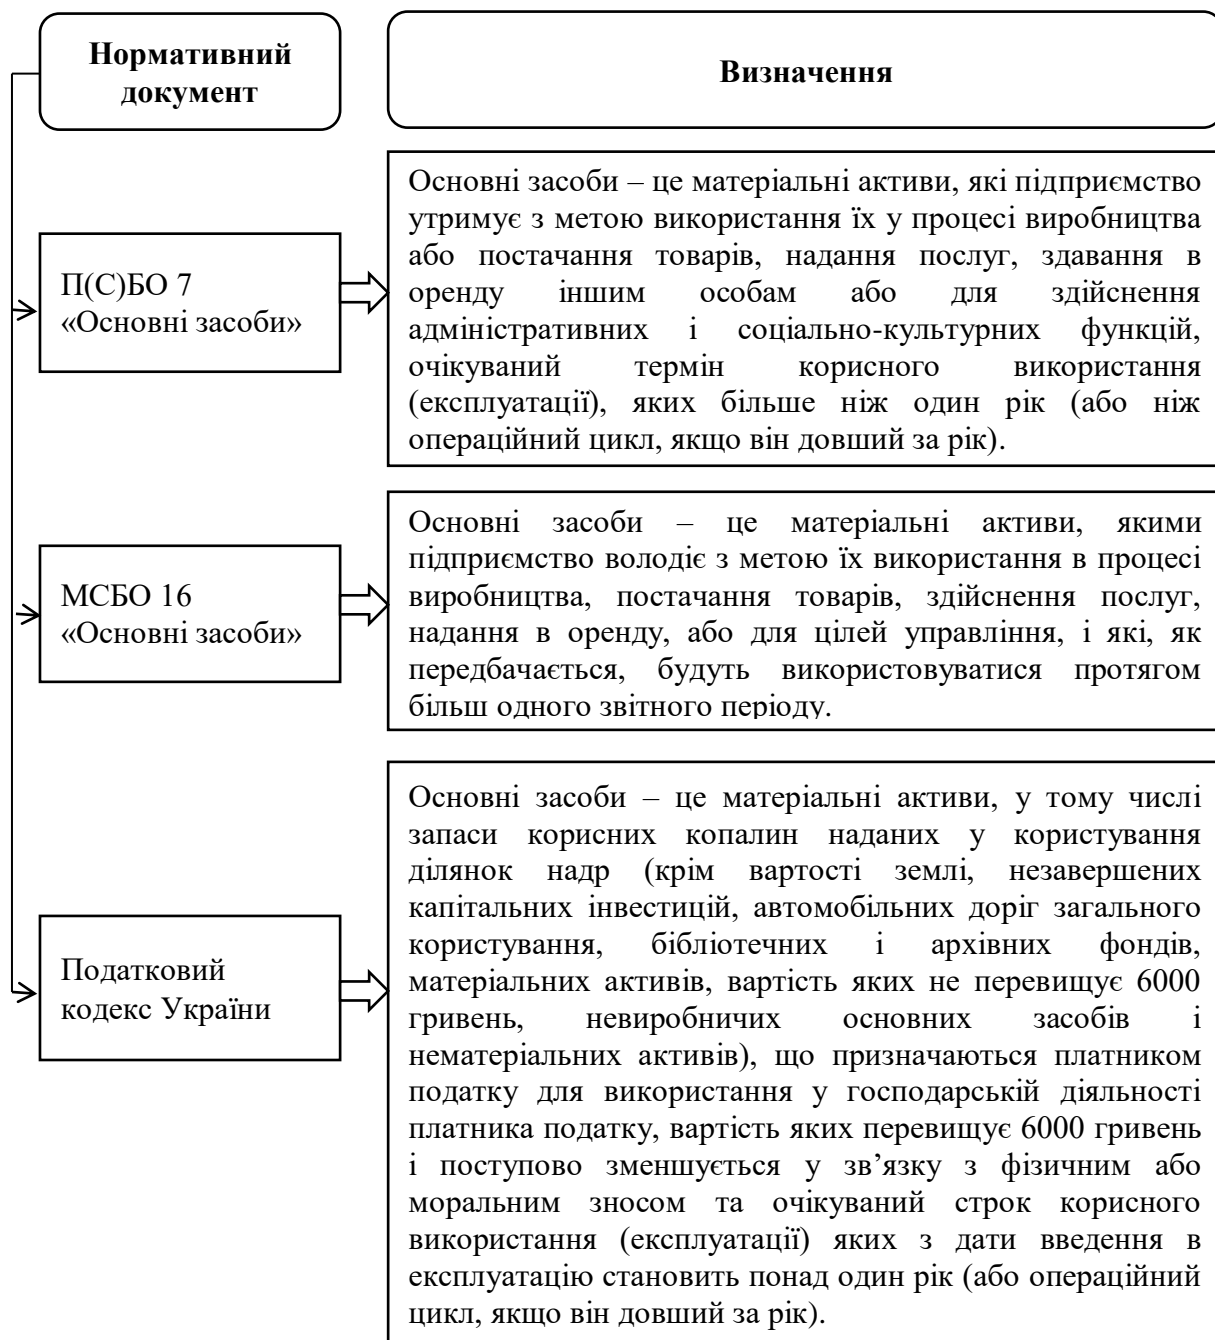 Нормативний
документ
Визначення
П(С)БО 7
«Основні засоби»
Основні засоби – це матеріальні активи, які підприємство
утримує з метою використання їх у процесі виробництва
або постачання товарів, надання послуг, здавання в
оренду іншим особам або для здійснення
адміністративних і соціально-культурних функцій,
очікуваний термін корисного використання
(експлуатації), яких більше ніж один рік (або ніж
операційний цикл, якщо він довший за рік).
МСБО 16
«Основні засоби»
Основні засоби – це матеріальні активи, якими
підприємство володіє з метою їх використання в процесі
виробництва, постачання товарів, здійснення послуг,
надання в оренду, або для цілей управління, і які, як
передбачається, будуть використовуватися протягом
більш одного звітного періоду.
Податковий
кодекс України
Основні засоби – це матеріальні активи, у тому числі
запаси корисних копалин наданих у користування
ділянок надр (крім вартості землі, незавершених
капітальних інвестицій, автомобільних доріг загального
користування, бібліотечних і архівних фондів,
матеріальних активів, вартість яких не перевищує 6000
гривень, невиробничих основних засобів і
нематеріальних активів), що призначаються платником
податку для використання у господарській діяльності
платника податку, вартість яких перевищує 6000 гривень
і поступово зменшується у зв’язку з фізичним або
моральним зносом та очікуваний строк корисного
використання (експлуатації) яких з дати введення в
експлуатацію становить понад один рік (або операційний
цикл, якщо він довший за рік).